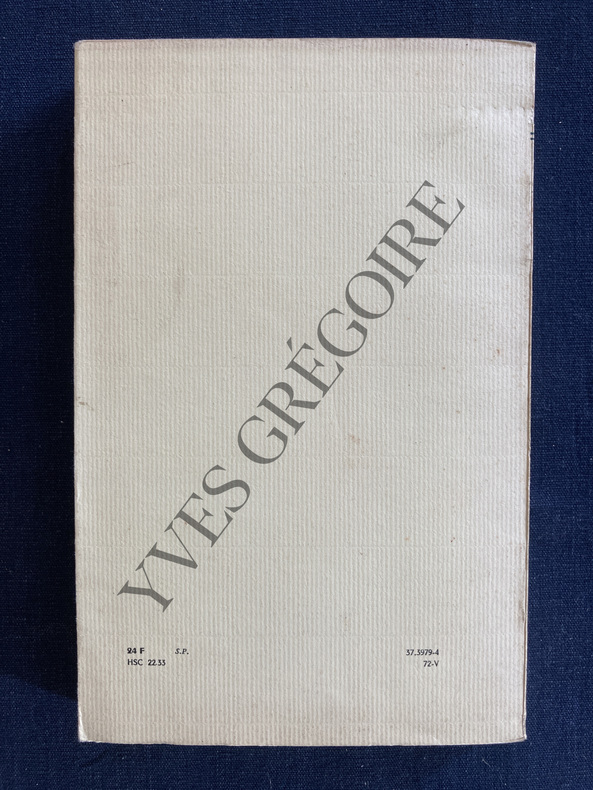 YVES GRÉGOIRE
24 F S.P.
HSC 22.33
37.3979-4
72-V